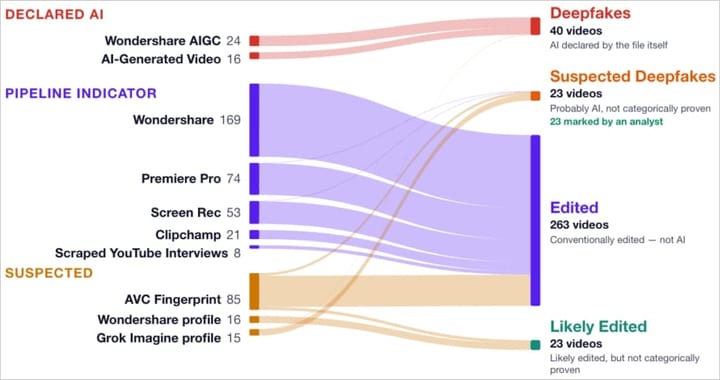 DECLARED AI
Wondershare AIGC 24
AI-Generated Video 16
PIPELINE INDICATOR
Wondershare 169
Premiere Pro 74
Screen Rec 53
Clipchamp 21
Scraped YouTube Interviews 8
SUSPECTED
AVC Fingerprint 85
Wondershare profile 16
Grok Imagine profile 15
Deepfakes
40 videos
AI declared by the file itself
Suspected Deepfakes
23 videos
Probably AI, not categorically proven
23 marked by an analyst
Edited
263 videos
Conventionally edited — not AI
Likely Edited
23 videos
Likely edited, but not categorically
proven